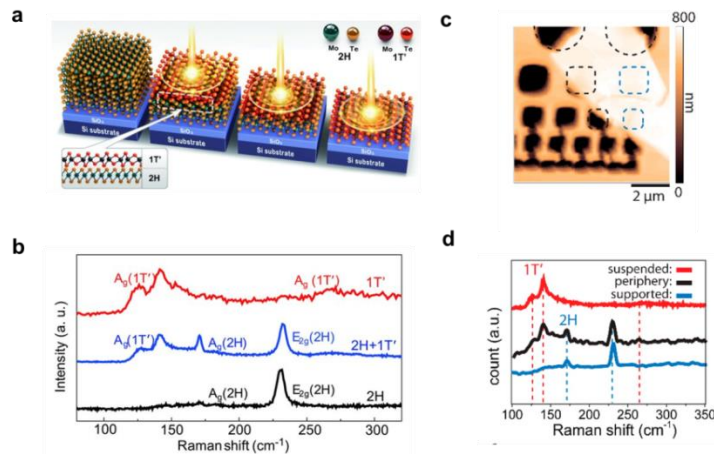 a
Mo Te Mo Te
2H 1T'
SiO₂
Si substrate
SiO₂
Si substrate
SiO₂
Si substrate
SiO₂
Si substrate
1T'
2H
b
Intensity (a. u.)
Ag(1T') Ag (1T') 1T'
Ag(1T') Ag(2H) E2g(2H) 2H+1T'
Ag(2H) E2g(2H) 2H
100 150 200 250 300
Raman shift (cm⁻¹)
c
800
nm
0
2 μm
d
1T' suspended:
periphery:
2H supported:
count (a.u.)
100 150 200 250 300 350
Raman shift (cm⁻¹)